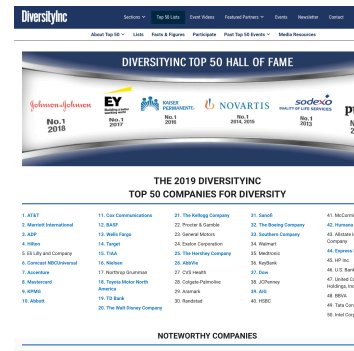 DiversityInc
Sections Top 50 Lists Event Videos Featured Partners Events Newsletter Contact
About Top 50 Lists Facts & Figures Participate Past Top 50 Events Media Resources
DIVERSITYINC TOP 50 HALL OF FAME
Johnson & Johnson
No.1
2018
EY
Building a better
working world
No.1
2017
KAISER
PERMANENTE.
No.1
2016
NOVARTIS
No.1
2014, 2015
sodexo
QUALITY OF LIFE SERVICES
No.1
2013
THE 2019 DIVERSITYINC
TOP 50 COMPANIES FOR DIVERSITY
1. AT&T
2. Marriott International
3. ADP
4. Hilton
5. Eli Lilly and Company
6. Comcast NBCUniversal
7. Accenture
8. Mastercard
9. KPMG
10. Abbott
11. Cox Communications
12. BASF
13. Wells Fargo
14. Target
15. TIAA
16. Nielsen
17. Northrop Grumman
18. Toyota Motor North
America
19. TD Bank
20. The Walt Disney Company
21. The Kellogg Company
22. Procter & Gamble
23. General Motors
24. Exelon Corporation
25. The Hershey Company
26. AbbVie
27. CVS Health
28. Colgate-Palmolive
29. Aramark
30. Randstad
31. Sanofi
32. The Boeing Company
33. Southern Company
34. Walmart
35. Medtronic
36. KeyBank
37. Dow
38. JCPenney
39. AIG
40. HSBC
41. McCormi
42. Humana
43. Allstate I
Company
44. Express
45. HP Inc.
46. U.S. Bank
47. United Co
Holdings, Inc
48. BBVA
49. Tata Con
50. Intel Corp
NOTEWORTHY COMPANIES